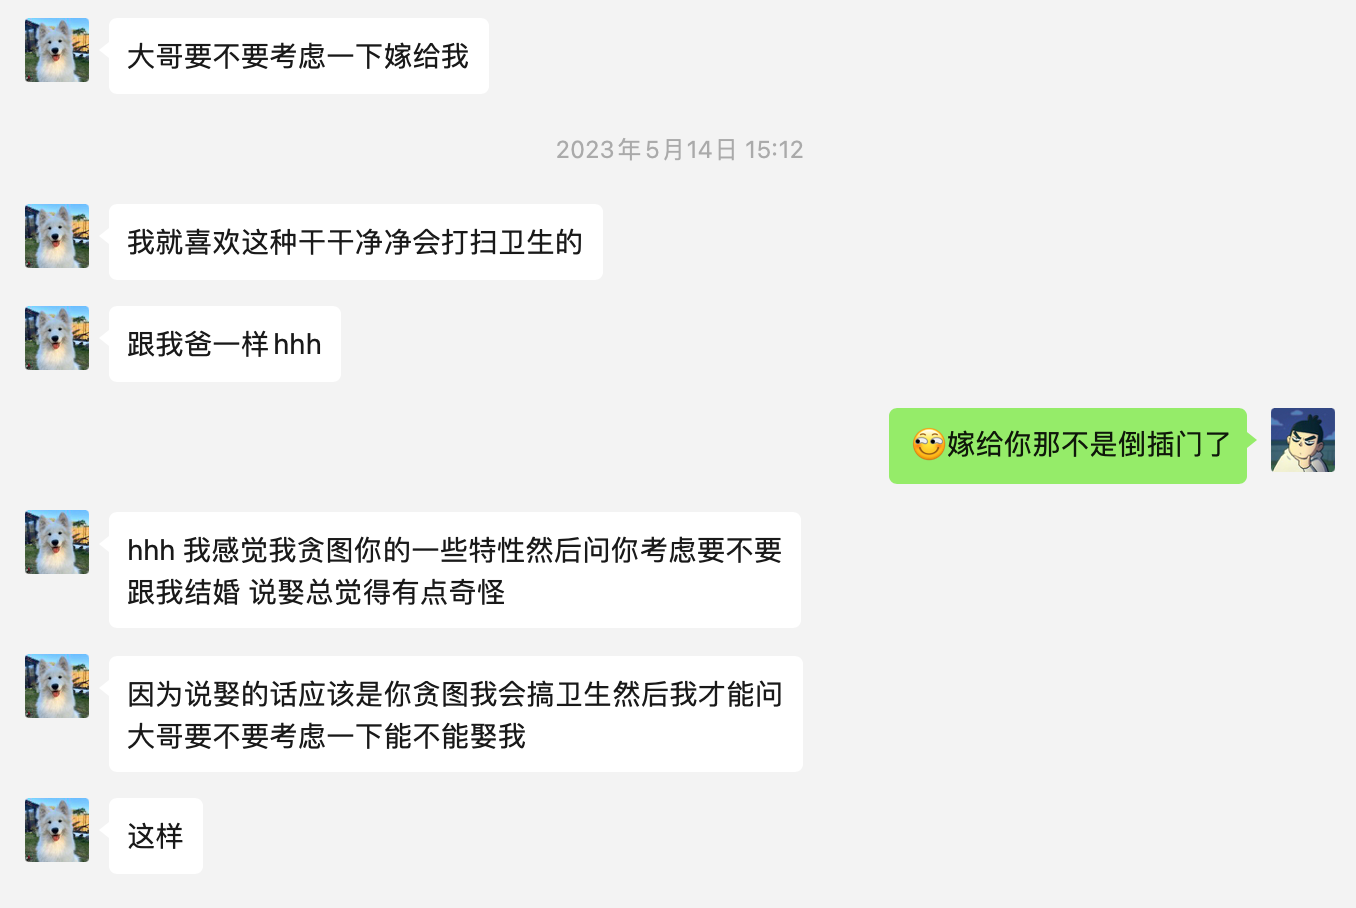 大哥要不要考虑一下嫁给我
2023年5月14日 15:12
我就喜欢这种干干净净会打扫卫生的
跟我爸一样hhh
嫁给你那不是倒插门了
hhh 我感觉我贪图你的一些特性然后问你考虑要不要
跟我结婚 说娶总觉得有点奇怪
因为说娶的话应该是你贪图我会搞卫生然后我才能问
大哥要不要考虑一下能不能娶我
这样